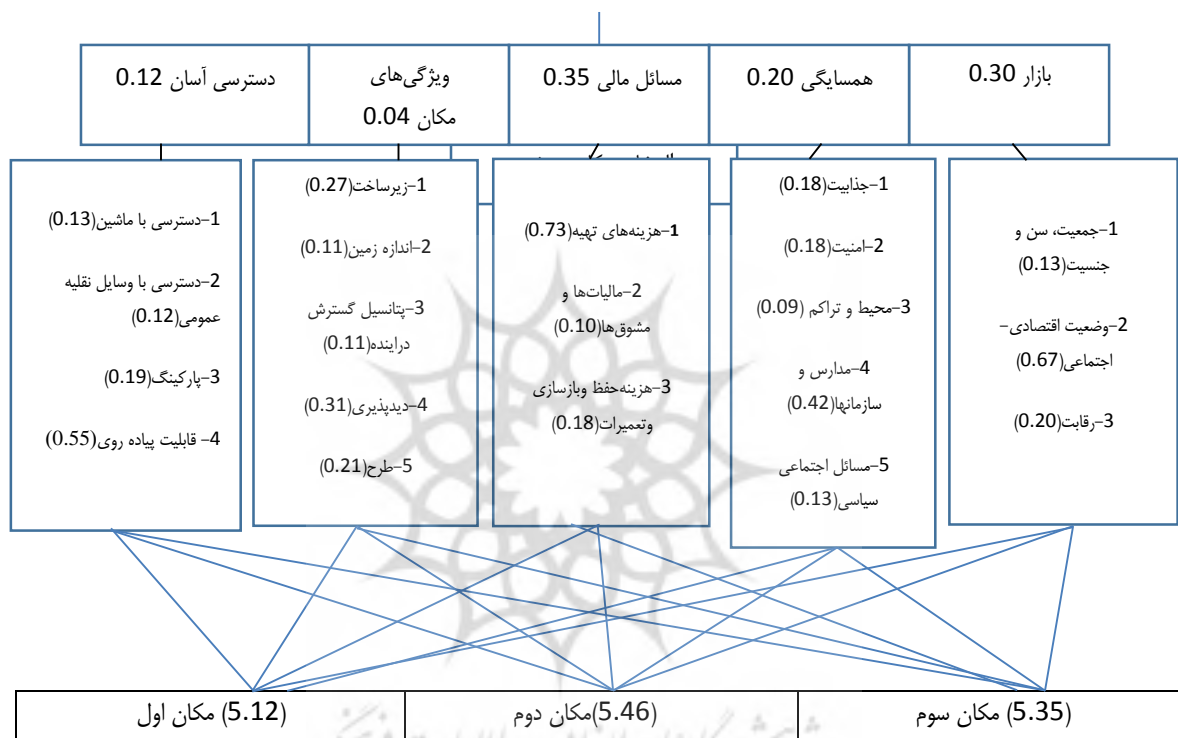 بازار 0.30
همسایگی 0.20
مسائل مالی 0.35
ویژگی‌های
مکان 0.04
دسترسی آسان 0.12
1-جمعیت، سن و
جنسیت(0.13)
2-وضعیت اقتصادی-
اجتماعی(0.67)
3-رقابت(0.20)
1-جذابیت(0.18)
2-امنیت(0.18)
3-محیط و تراکم (0.09)
4-مدارس و
سازمانها(0.42)
5-مسائل اجتماعی
سیاسی(0.13)
1-هزینه‌های تهیه(0.73)
2-مالیات‌ها و
مشوق‌ها(0.10)
3-هزینه‌حفظ وبازسازی
وتعمیرات(0.18)
1-زیرساخت(0.27)
2-اندازه زمین(0.11)
3-پتانسیل گسترش
دراینده(0.11)
4-دیدپذیری(0.31)
5-طرح(0.21)
1-دسترسی با ماشین(0.13)
2-دسترسی با وسایل نقلیه
عمومی(0.12)
3-پارکینگ(0.19)
4- قابلیت پیاده روی(0.55)
(5.35) مکان سوم
(5.46)مکان دوم
(5.12) مکان اول